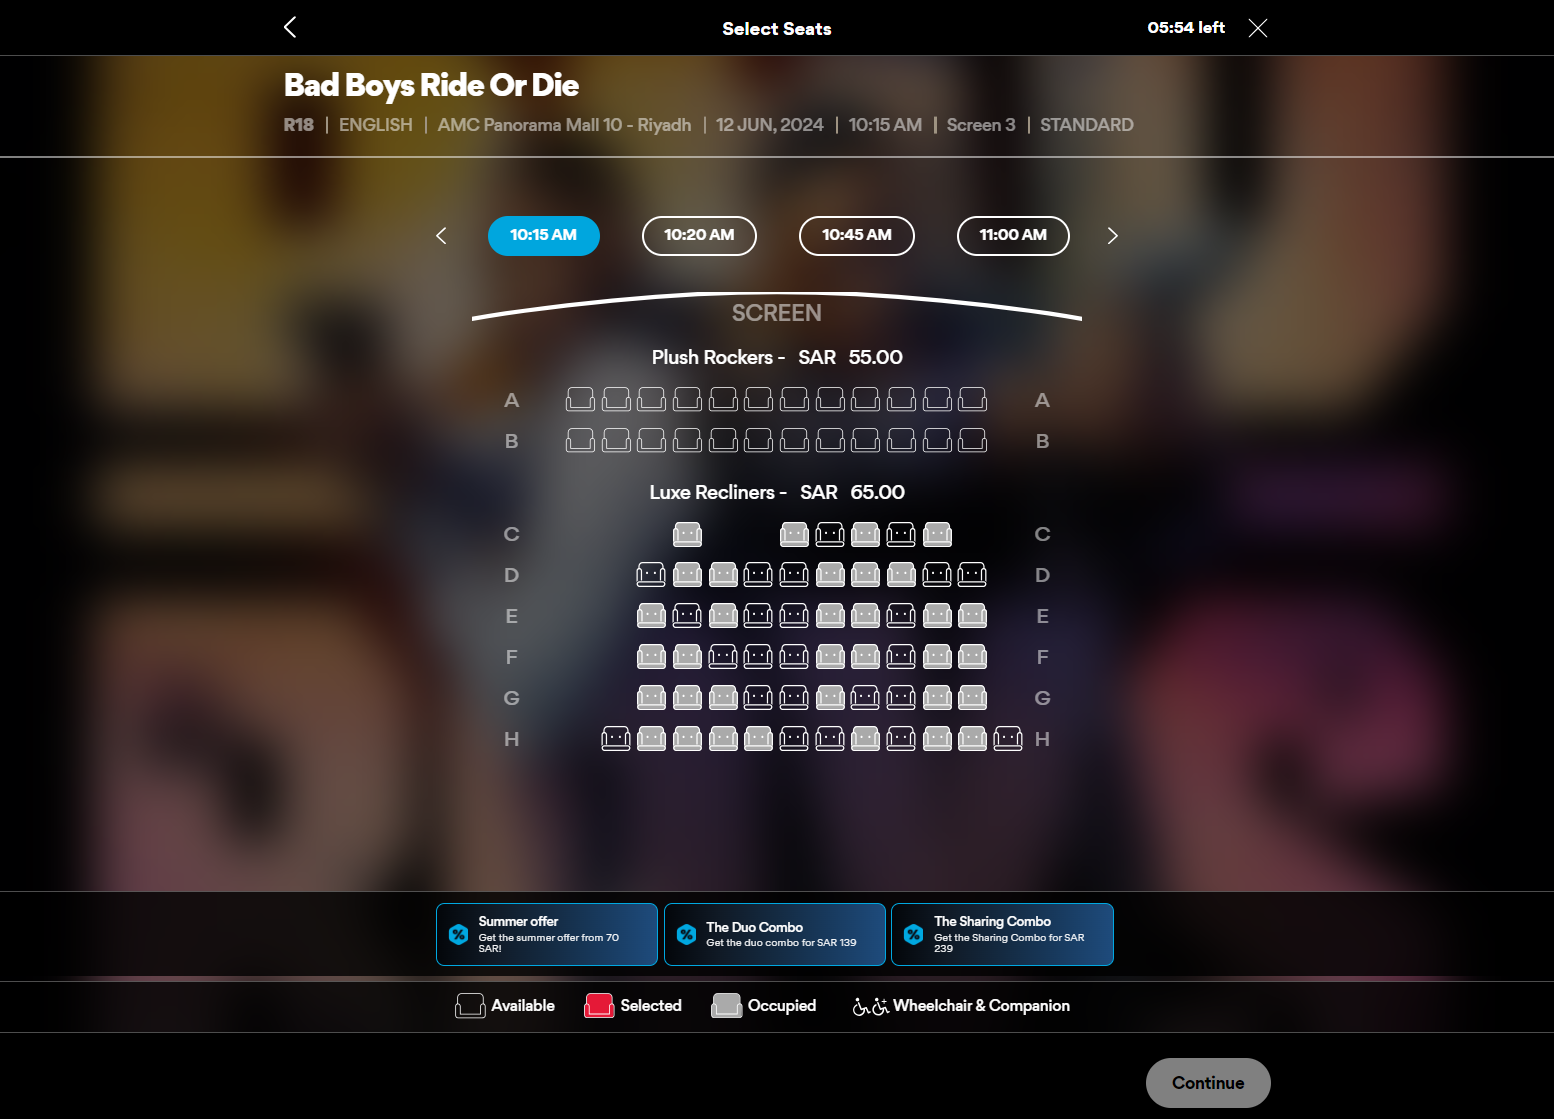 Select Seats
05:54 left
Bad Boys Ride Or Die
R18 | ENGLISH | AMC Panorama Mall 10 - Riyadh | 12 JUN, 2024 | 10:15 AM | Screen 3 | STANDARD
10:15 AM
10:20 AM
10:45 AM
11:00 AM
SCREEN
Plush Rockers - SAR 55.00
A A
B B
Luxe Recliners - SAR 65.00
C C
D D
E E
F F
G G
H H
Summer offer
Get the summer offer from 70
SAR!
The Duo Combo
Get the duo combo for SAR 139
The Sharing Combo
Get the Sharing Combo for SAR
239
Available
Selected
Occupied
Wheelchair & Companion
Continue